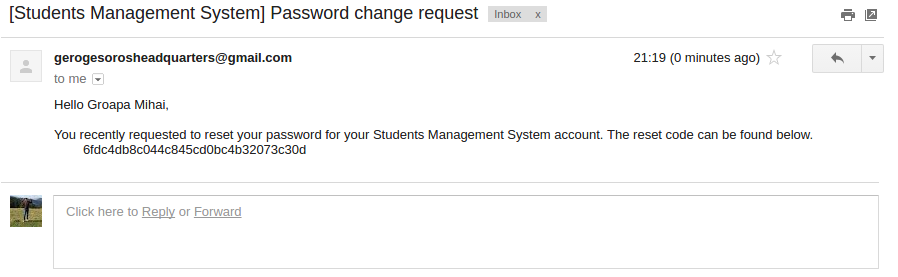 [Students Management System] Password change request Inbox x
gerogesorosheadquarters@gmail.com 21:19 (0 minutes ago)
to me
Hello Groapa Mihai,
You recently requested to reset your password for your Students Management System account. The reset code can be found below.
6fdc4db8c044c845cd0bc4b32073c30d
Click here to Reply or Forward